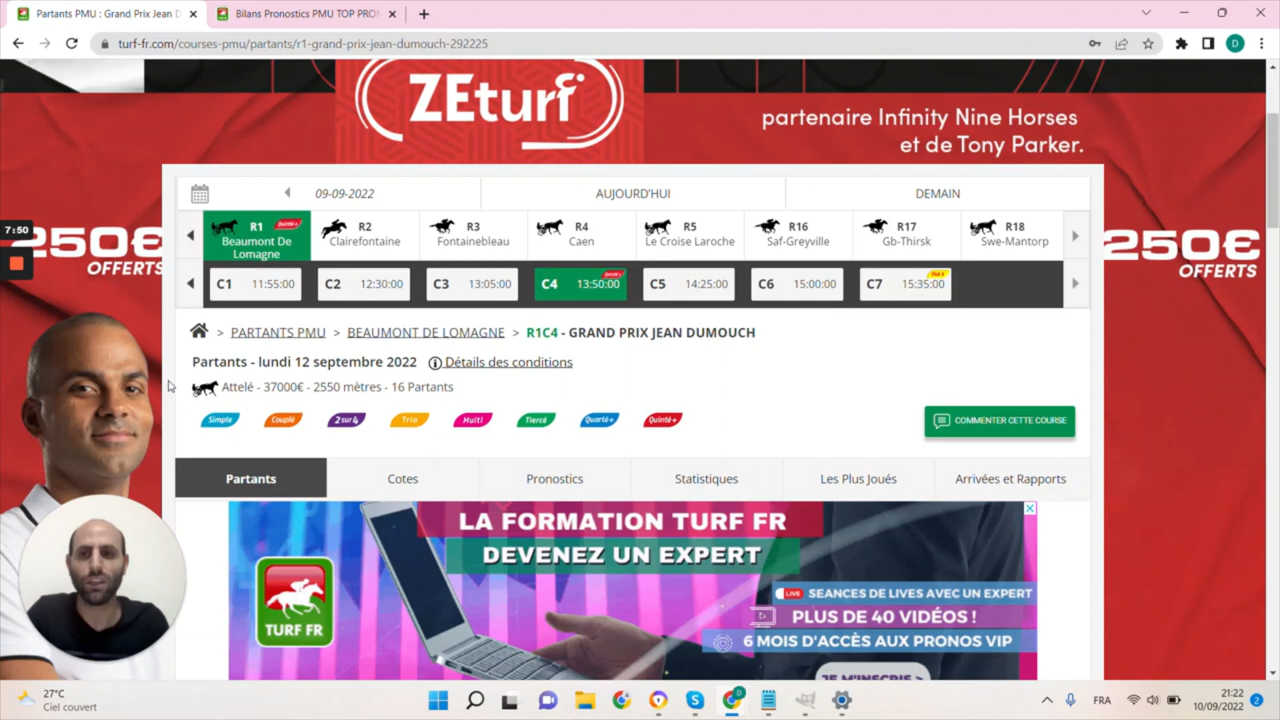 Partants PMU : Grand Prix Jean D
Bilans Pronostics PMU TOP PRON
turf-fr.com/courses-pmu/partants/r1-grand-prix-jean-dumouch-292225
D
ZEturf
partenaire Infinity Nine Horses
et de Tony Parker.
09-09-2022
AUJOURD'HUI
DEMAIN
R1 Quinté+
Beaumont De
Lomagne
R2
Clairefontaine
R3
Fontainebleau
R4
Caen
R5
Le Croise Laroche
R16
Saf-Greyville
R17
Gb-Thirsk
R18
Swe-Mantorp
7:50
250€
OFFERTS
250€
OFFERTS
C1 11:55:00
C2 12:30:00
C3 13:05:00
C4 13:50:00
C5 14:25:00
C6 15:00:00
C7 15:35:00
> PARTANTS PMU > BEAUMONT DE LOMAGNE > R1C4 - GRAND PRIX JEAN DUMOUCH
Partants - lundi 12 septembre 2022 Détails des conditions
Attelé - 37000€ - 2550 mètres - 16 Partants
Simple Couplé 2sur4 Trio Multi Tiercé Quarté+ Quinté+
COMMENTER CETTE COURSE
Partants
Cotes
Pronostics
Statistiques
Les Plus Joués
Arrivées et Rapports
LA FORMATION TURF FR
DEVENEZ UN EXPERT
TURF FR
LIVE SEANCES DE LIVES AVEC UN EXPERT
PLUS DE 40 VIDÉOS !
6 MOIS D'ACCÈS AUX PRONOS VIP
JE M'INSCRIS >
27°C
Ciel couvert
FRA
21:22
10/09/2022
2